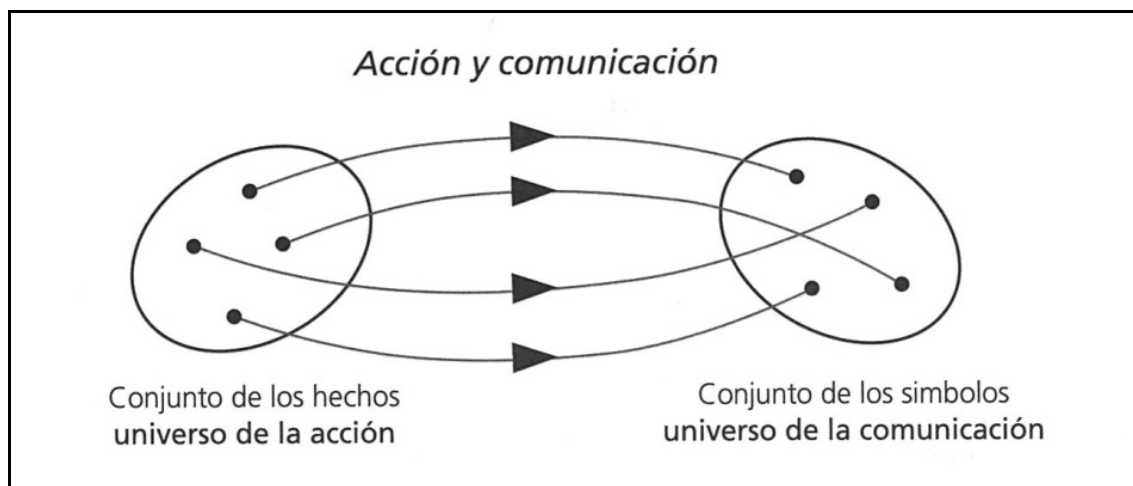 Acción y comunicación
Conjunto de los hechos
universo de la acción
Conjunto de los simbolos
universo de la comunicación